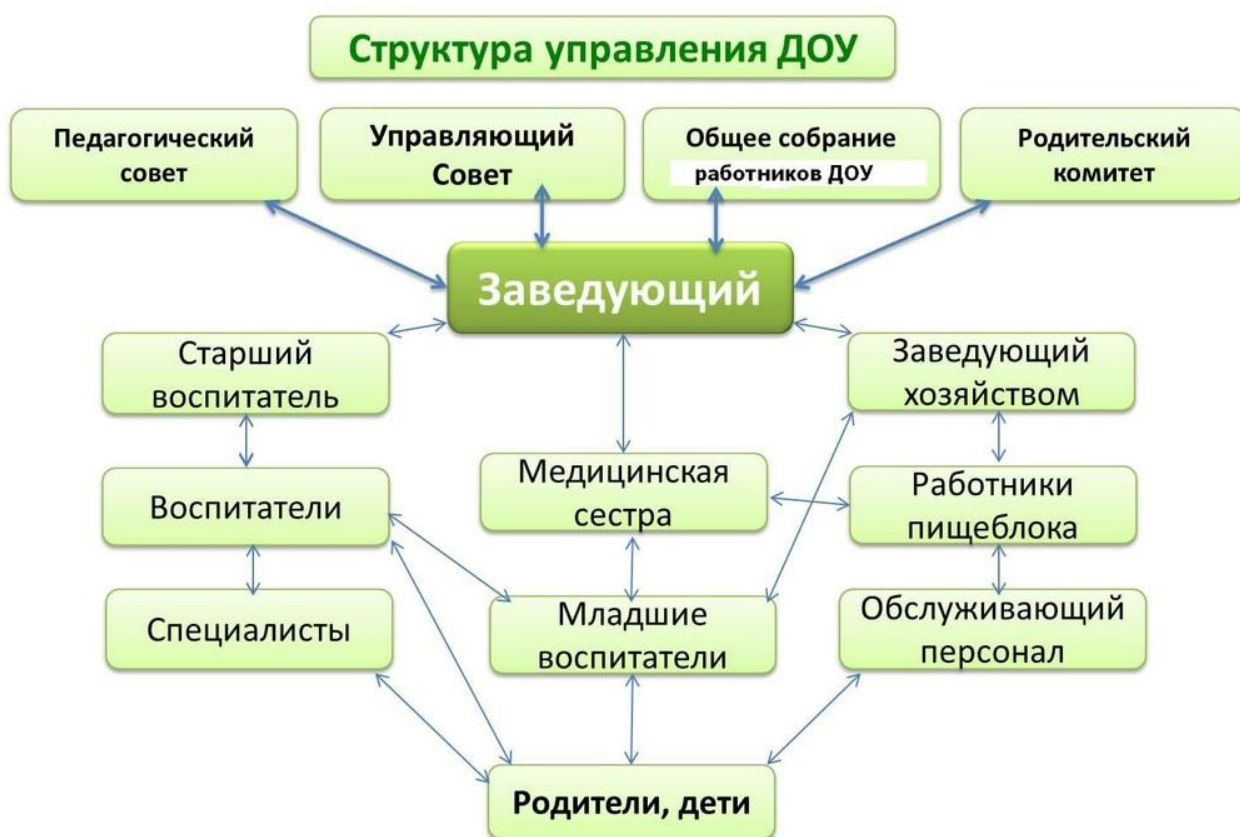 Структура управления ДОУ
Педагогический
совет
Управляющий
Совет
Общее собрание
работников ДОУ
Родительский
комитет
Заведующий
Старший
воспитатель
Заведующий
хозяйством
Воспитатели
Медицинская
сестра
Работники
пищеблока
Специалисты
Младшие
воспитатели
Обслуживающий
персонал
Родители, дети